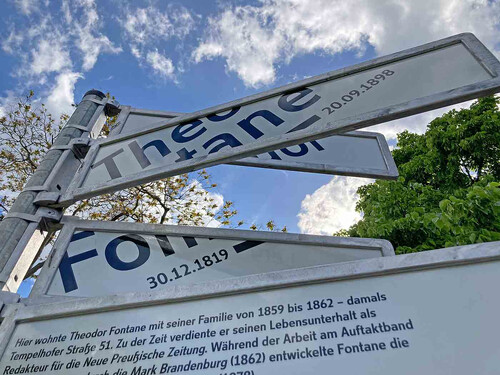 Theo
Fontane
20.09.1898
30.12.1819
Hier wohnte Theodor Fontane mit seiner Familie von 1859 bis 1862 – damals
Tempelhofer Straße 51. Zu der Zeit verdiente er seinen Lebensunterhalt als
Redakteur für die Neue Preußische Zeitung. Während der Arbeit am Auftaktband
die Mark Brandenburg (1862) entwickelte Fontane die